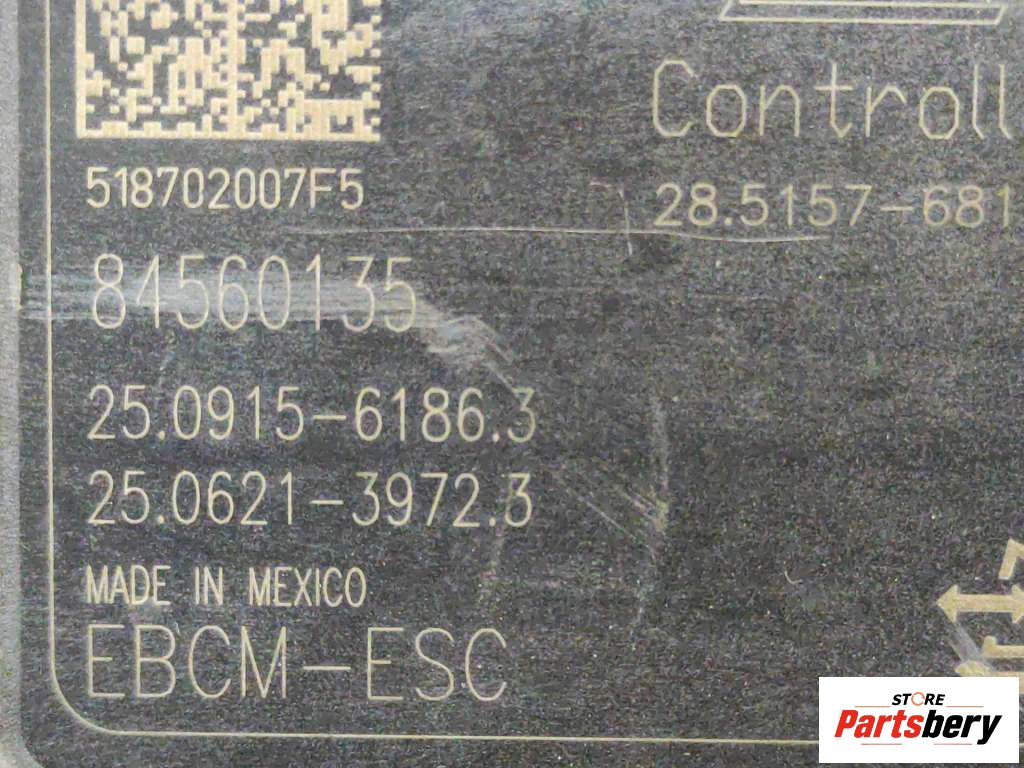 Controll
518702007F5
28.5157-681
84560135
25.0915-6186.3
25.0621-3972.3
MADE IN MEXICO
EBCM-ESC
STORE
Partsbery